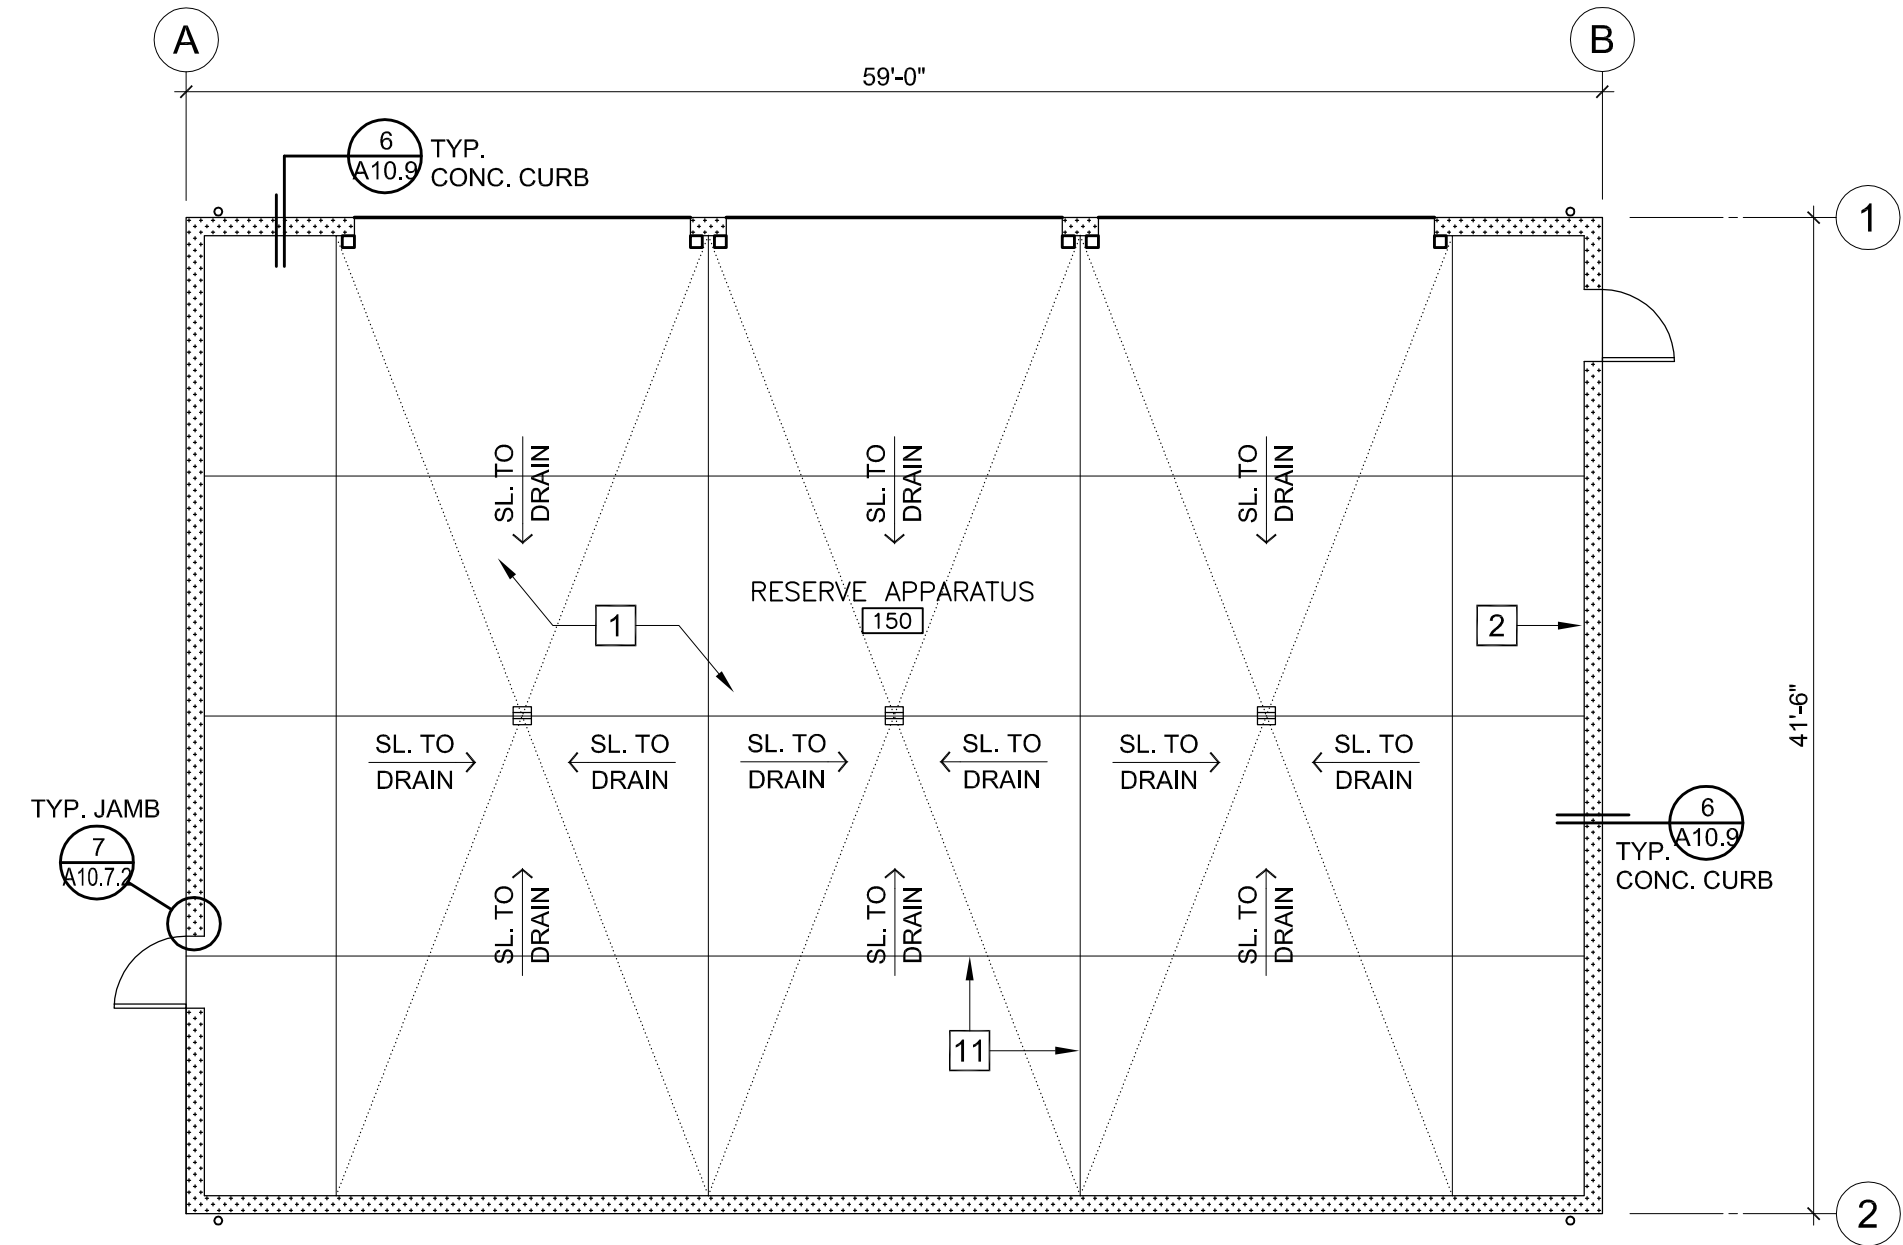 A
B
59'-0"
6
A10.9
TYP.
CONC. CURB
1
SL. TO
DRAIN
SL. TO
DRAIN
SL. TO
DRAIN
RESERVE APPARATUS
150
1
2
41'-6"
SL. TO
DRAIN
SL. TO
DRAIN
SL. TO
DRAIN
SL. TO
DRAIN
SL. TO
DRAIN
SL. TO
DRAIN
TYP. JAMB
7
A10.7.2
6
A10.9
TYP.
CONC. CURB
SL. TO
DRAIN
SL. TO
DRAIN
SL. TO
DRAIN
11
2